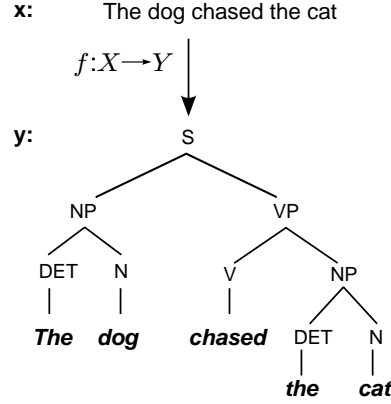 x: The dog chased the cat
f:X→Y
y: S
NP VP
DET N V NP
The dog chased DET N
the cat